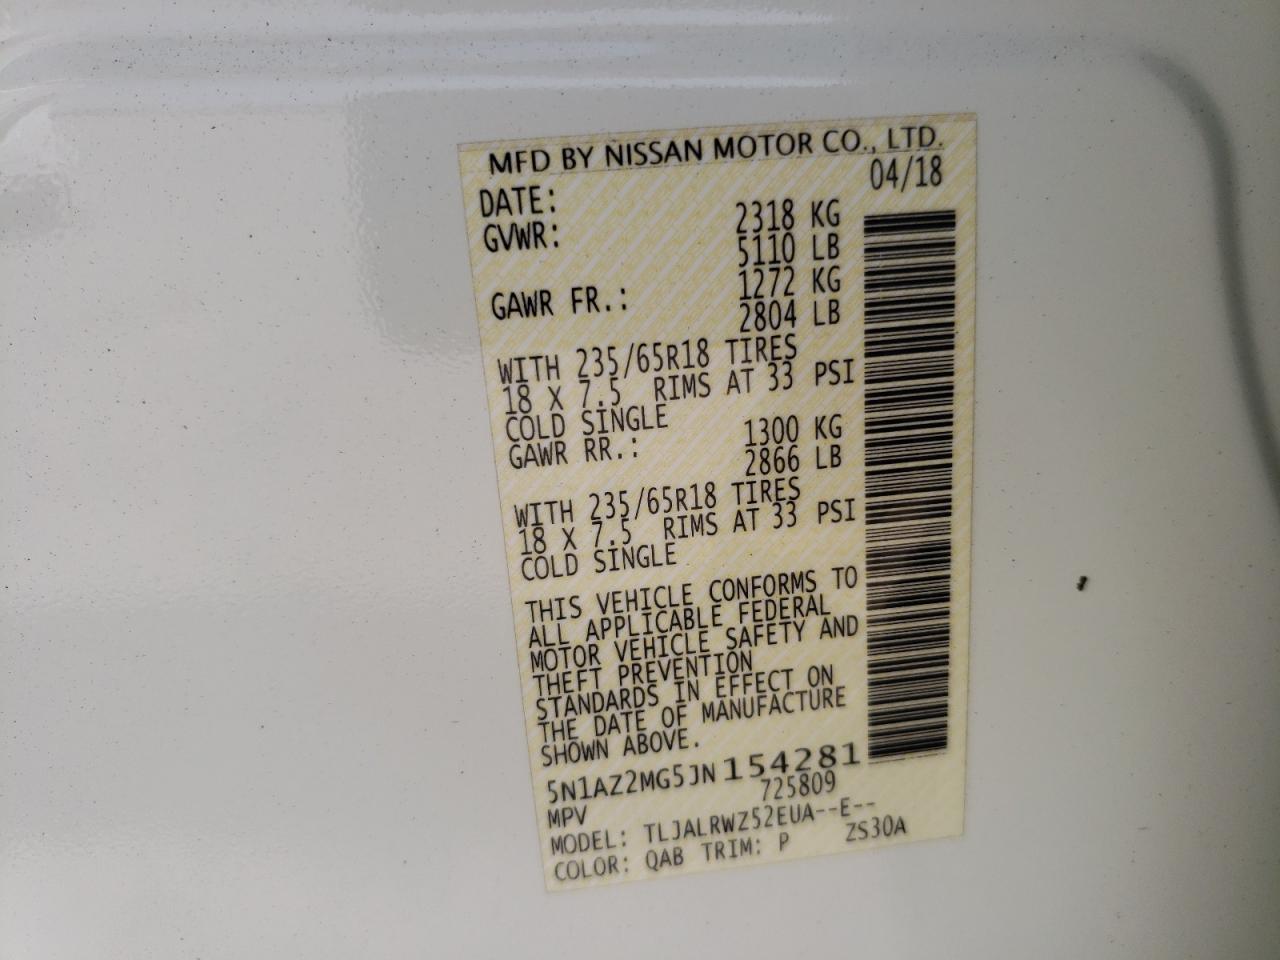 MFD BY NISSAN MOTOR CO., LTD.
DATE: 04/18
GVWR: 2318 KG
5110 LB
GAWR FR.: 1272 KG
2804 LB
WITH 235/65R18 TIRES
18 X 7.5 RIMS AT 33 PSI
COLD SINGLE
GAWR RR.: 1300 KG
2866 LB
WITH 235/65R18 TIRES
18 X 7.5 RIMS AT 33 PSI
COLD SINGLE
THIS VEHICLE CONFORMS TO
ALL APPLICABLE FEDERAL
MOTOR VEHICLE SAFETY AND
THEFT PREVENTION
STANDARDS IN EFFECT ON
THE DATE OF MANUFACTURE
SHOWN ABOVE.
5N1AZ2MG5JN154281
MPV 725809
MODEL: TLJALRWZ52EUA--E--
COLOR: QAB TRIM: P ZS30A